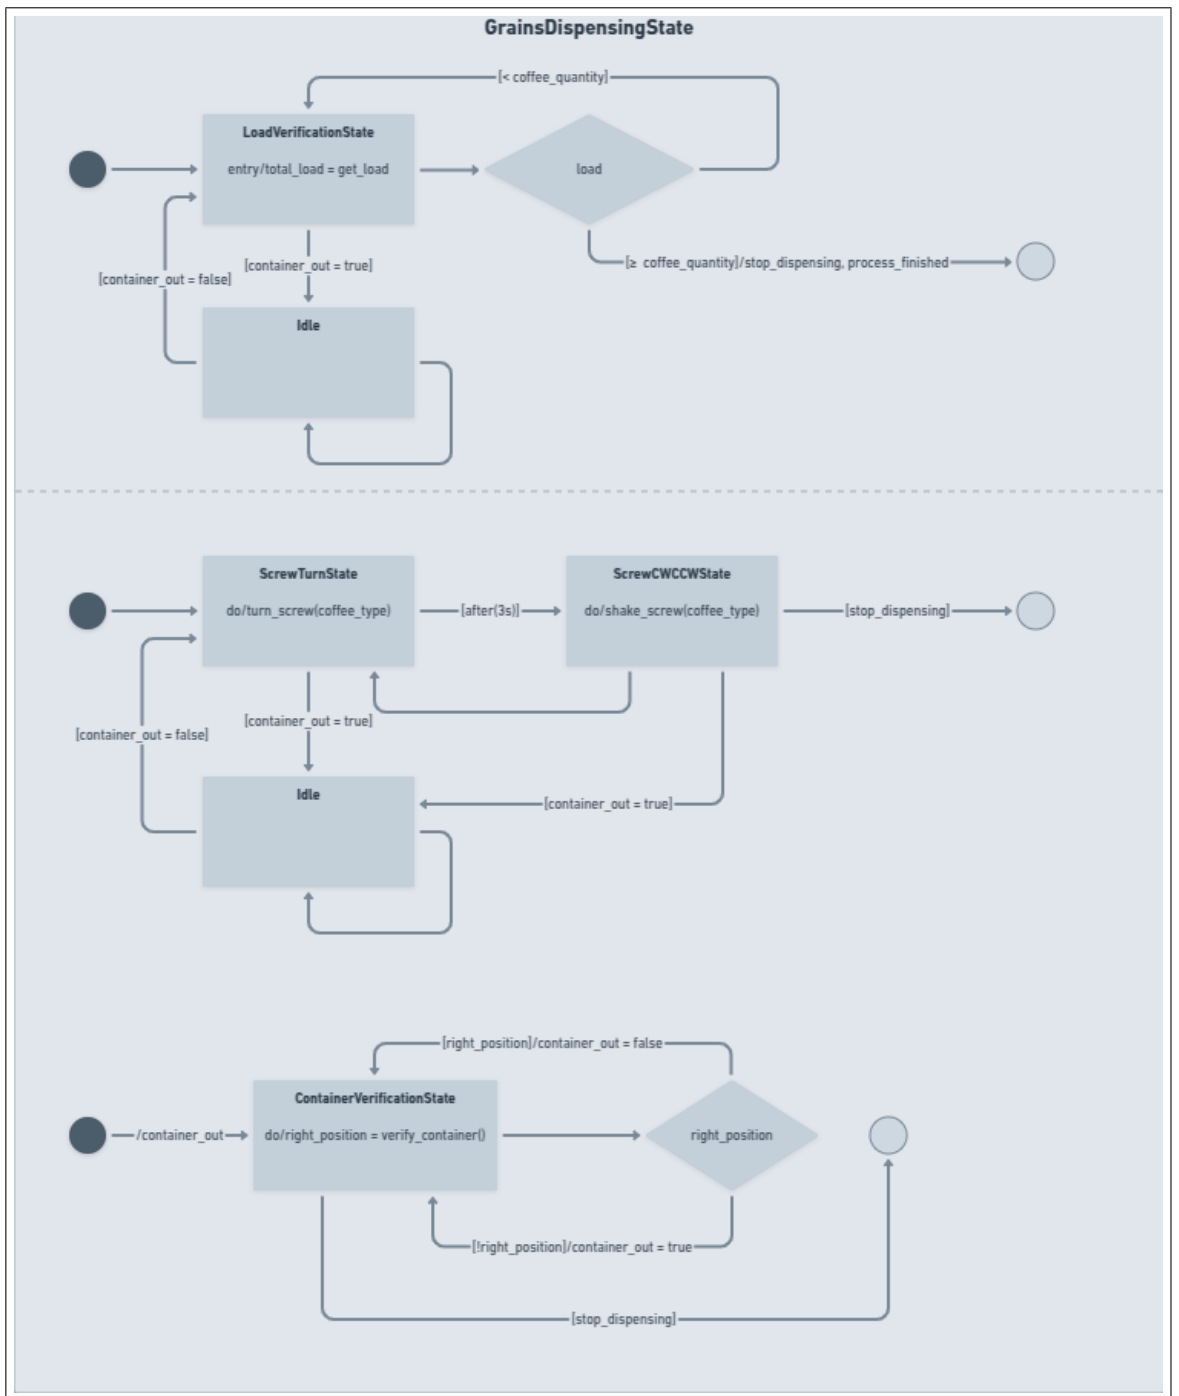 GrainsDispensingState
[< coffee_quantity]
LoadVerificationState
entry/total_load = get_load
load
[container_out = false]
[container_out = true]
[≥ coffee_quantity]/stop_dispensing, process_finished
Idle
ScrewTurnState
do/turn_screw(coffee_type)
[after(3s)]
ScrewCWCCWState
do/shake_screw(coffee_type)
[stop_dispensing]
[container_out = false]
[container_out = true]
Idle
[container_out = true]
[right_position]/container_out = false
/container_out
ContainerVerificationState
do/right_position = verify_container()
right_position
[!right_position]/container_out = true
[stop_dispensing]